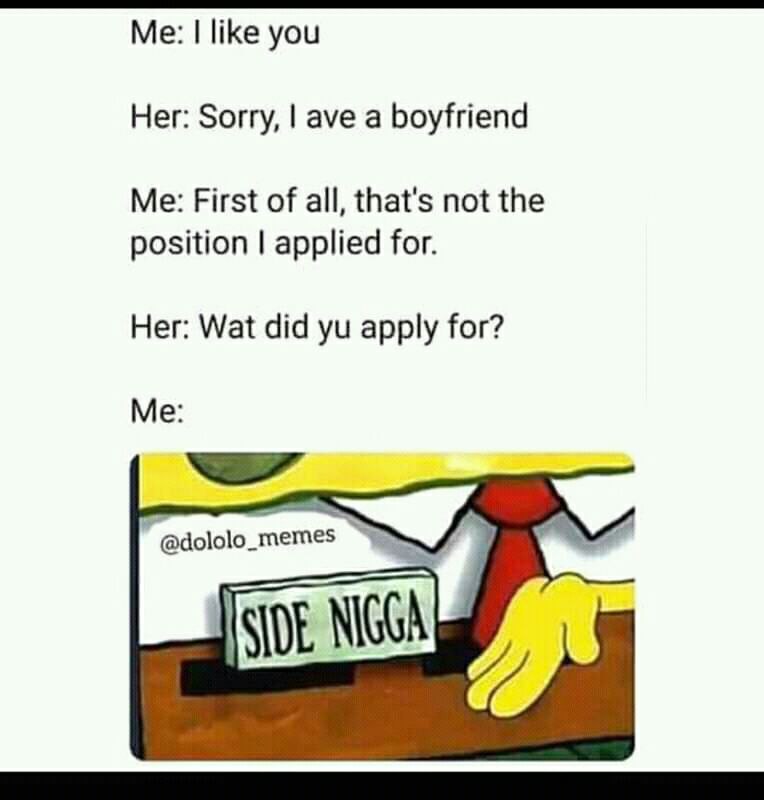 Me: I like you
Her: Sorry, I ave a boyfriend
Me: First of all, that's not the
position I applied for.
Her: Wat did yu apply for?
Me:
@dololo_memes
SIDE NIGGA